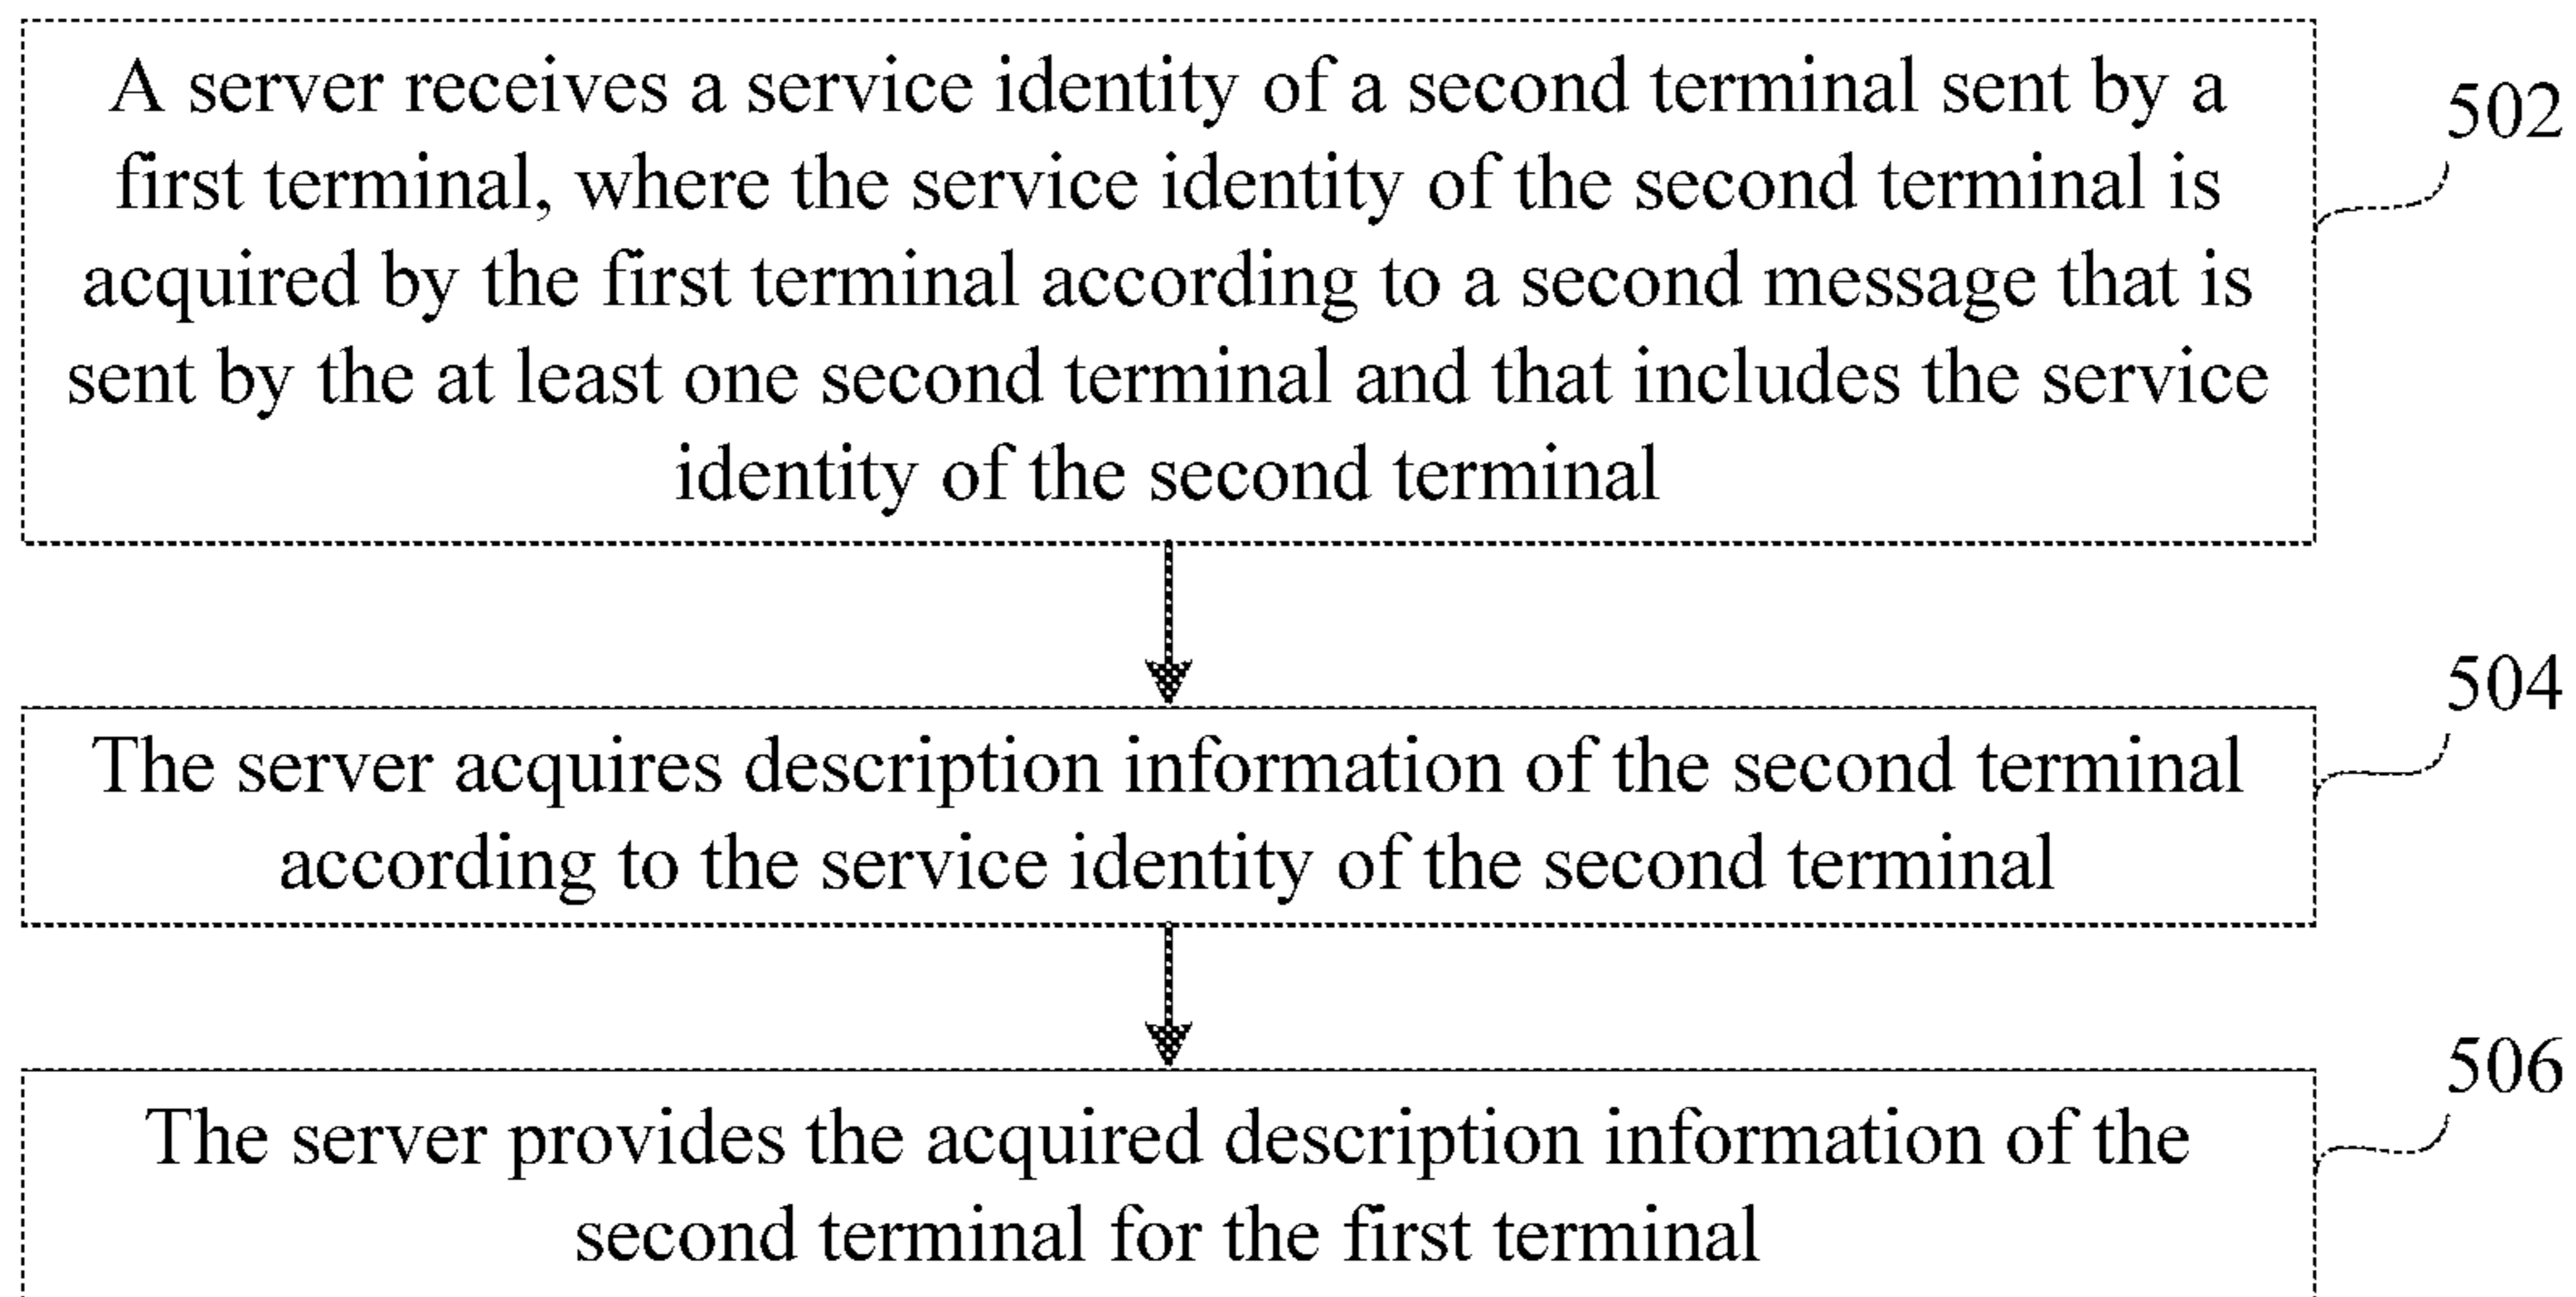 A server receives a service identity of a second terminal sent by a
first terminal, where the service identity of the second terminal is
acquired by the first terminal according to a second message that is
sent by the at least one second terminal and that includes the service
identity of the second terminal
502
The server acquires description information of the second terminal
according to the service identity of the second terminal
504
The server provides the acquired description information of the
second terminal for the first terminal
506